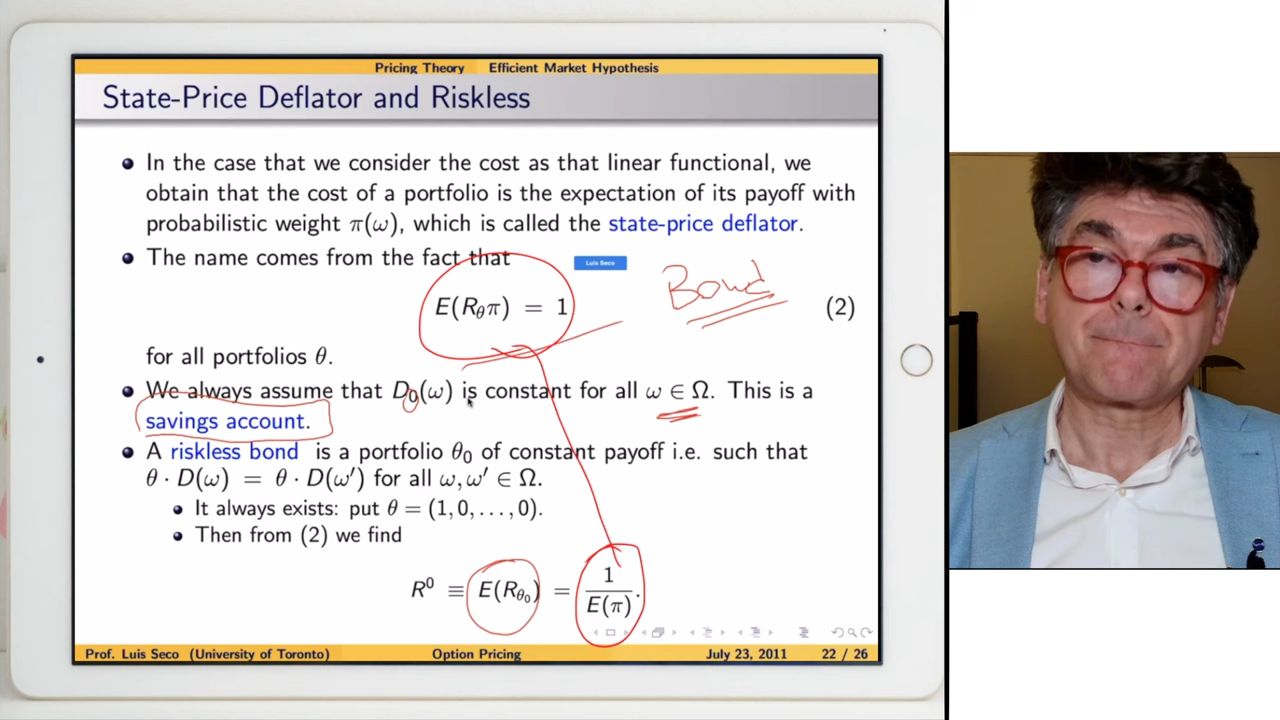 Pricing Theory Efficient Market Hypothesis
State-Price Deflator and Riskless
In the case that we consider the cost as that linear functional, we
obtain that the cost of a portfolio is the expectation of its payoff with
probabilistic weight π(ω), which is called the state-price deflator.
The name comes from the fact that
Luis Seco
Bond
E(R_θπ) = 1 (2)
for all portfolios θ.
We always assume that D₀(ω) is constant for all ω ∈ Ω. This is a
savings account.
A riskless bond is a portfolio θ₀ of constant payoff i.e. such that
θ · D(ω) = θ · D(ω′) for all ω, ω′ ∈ Ω.
It always exists: put θ = (1, 0, . . . , 0).
Then from (2) we find
R⁰ ≡ E(R_θ₀) = 1/E(π).
Prof. Luis Seco (University of Toronto) Option Pricing July 23, 2011 22 / 26